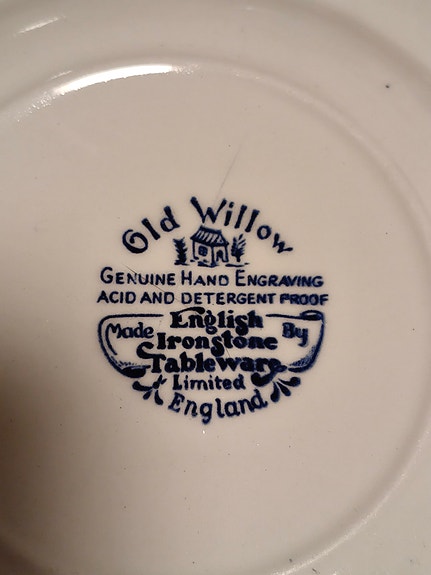 Old Willow
GENUINE HAND ENGRAVING
ACID AND DETERGENT PROOF
Made English By
Ironstone
Tableware
Limited
England